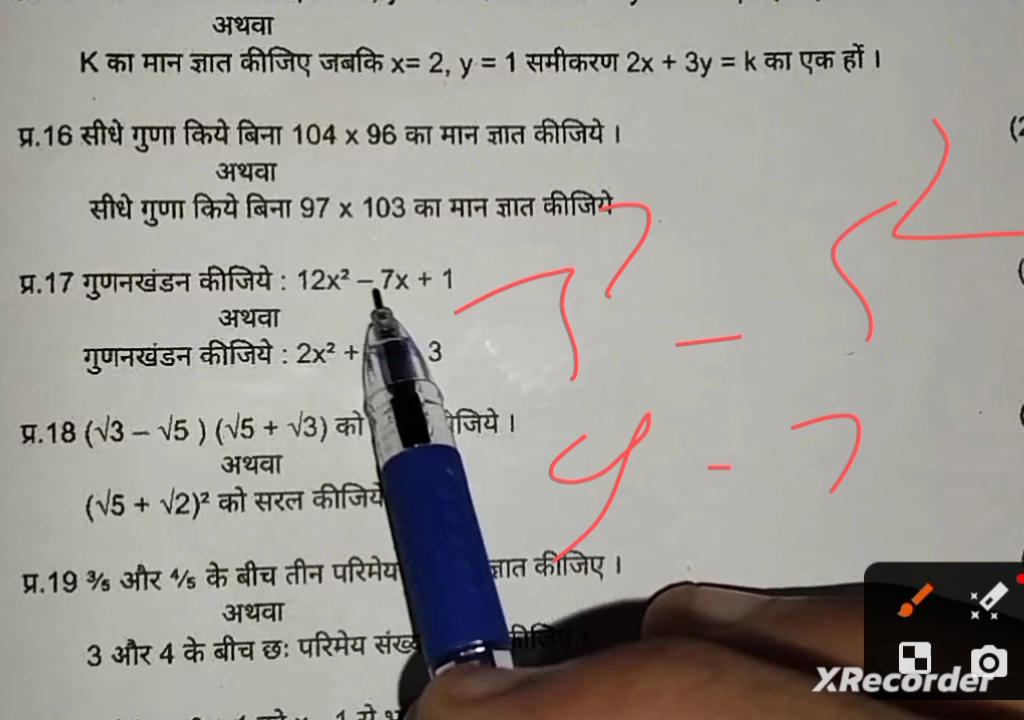 अथवा
K का मान ज्ञात कीजिए जबकि x= 2, y = 1 समीकरण 2x + 3y = k का एक हों ।
प्र.16 सीधे गुणा किये बिना 104 x 96 का मान ज्ञात कीजिये ।
अथवा
सीधे गुणा किये बिना 97 x 103 का मान ज्ञात कीजिये
प्र.17 गुणनखंडन कीजिये : 12x² – 7x + 1
अथवा
गुणनखंडन कीजिये : 2x² + 3
प्र.18 (√3 – √5 ) (√5 + √3) को ।
अथवा
(√5 + √2)² को सरल कीजिये
प्र.19 ³/₅ और ⁴/₅ के बीच तीन परिमेय ज्ञात कीजिए ।
अथवा
3 और 4 के बीच छः परिमेय
XRecorder